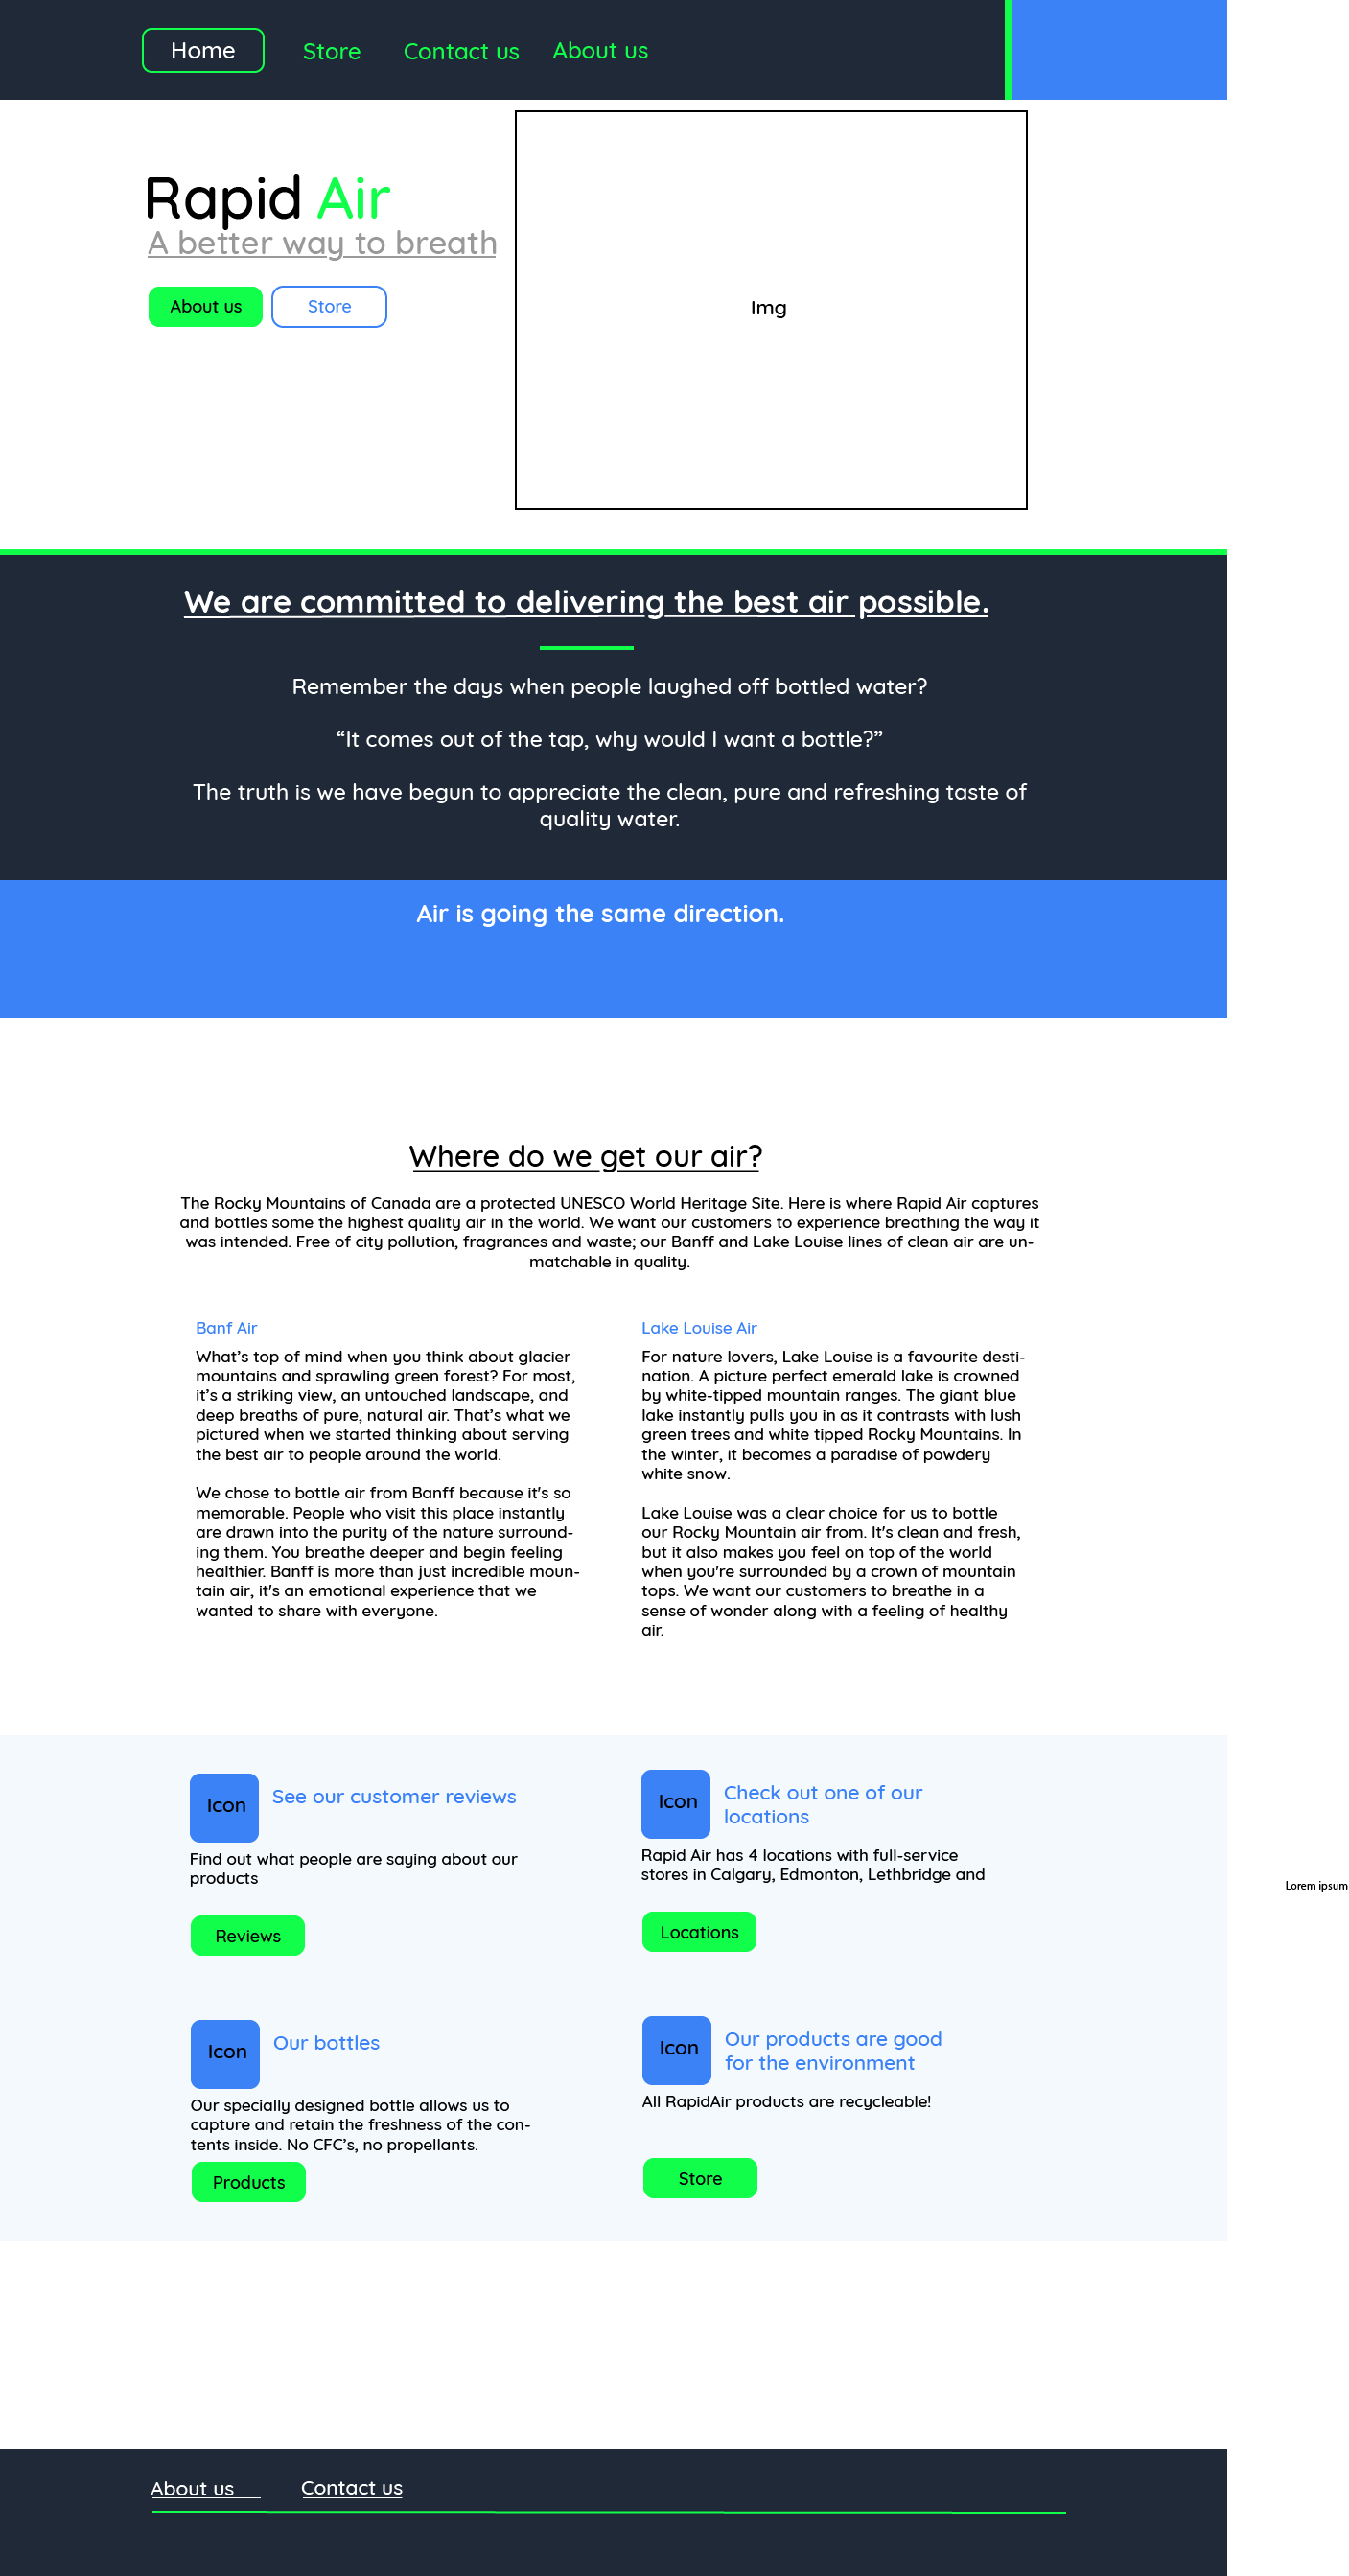 Home Store Contact us About us
Rapid Air
A better way to breath
About us Store
Img
We are committed to delivering the best air possible.
Remember the days when people laughed off bottled water?
“It comes out of the tap, why would I want a bottle?”
The truth is we have begun to appreciate the clean, pure and refreshing taste of
quality water.
Air is going the same direction.
Where do we get our air?
The Rocky Mountains of Canada are a protected UNESCO World Heritage Site. Here is where Rapid Air captures
and bottles some the highest quality air in the world. We want our customers to experience breathing the way it
was intended. Free of city pollution, fragrances and waste; our Banff and Lake Louise lines of clean air are un-
matchable in quality.
Banf Air
What’s top of mind when you think about glacier
mountains and sprawling green forest? For most,
it’s a striking view, an untouched landscape, and
deep breaths of pure, natural air. That’s what we
pictured when we started thinking about serving
the best air to people around the world.
We chose to bottle air from Banff because it's so
memorable. People who visit this place instantly
are drawn into the purity of the nature surround-
ing them. You breathe deeper and begin feeling
healthier. Banff is more than just incredible moun-
tain air, it's an emotional experience that we
wanted to share with everyone.
Lake Louise Air
For nature lovers, Lake Louise is a favourite desti-
nation. A picture perfect emerald lake is crowned
by white-tipped mountain ranges. The giant blue
lake instantly pulls you in as it contrasts with lush
green trees and white tipped Rocky Mountains. In
the winter, it becomes a paradise of powdery
white snow.
Lake Louise was a clear choice for us to bottle
our Rocky Mountain air from. It's clean and fresh,
but it also makes you feel on top of the world
when you're surrounded by a crown of mountain
tops. We want our customers to breathe in a
sense of wonder along with a feeling of healthy
air.
Icon
See our customer reviews
Find out what people are saying about our
products
Reviews
Icon
Check out one of our
locations
Rapid Air has 4 locations with full-service
stores in Calgary, Edmonton, Lethbridge and
Locations
Lorem ipsum
Icon
Our bottles
Our specially designed bottle allows us to
capture and retain the freshness of the con-
tents inside. No CFC’s, no propellants.
Products
Icon
Our products are good
for the environment
All RapidAir products are recycleable!
Store
About us Contact us